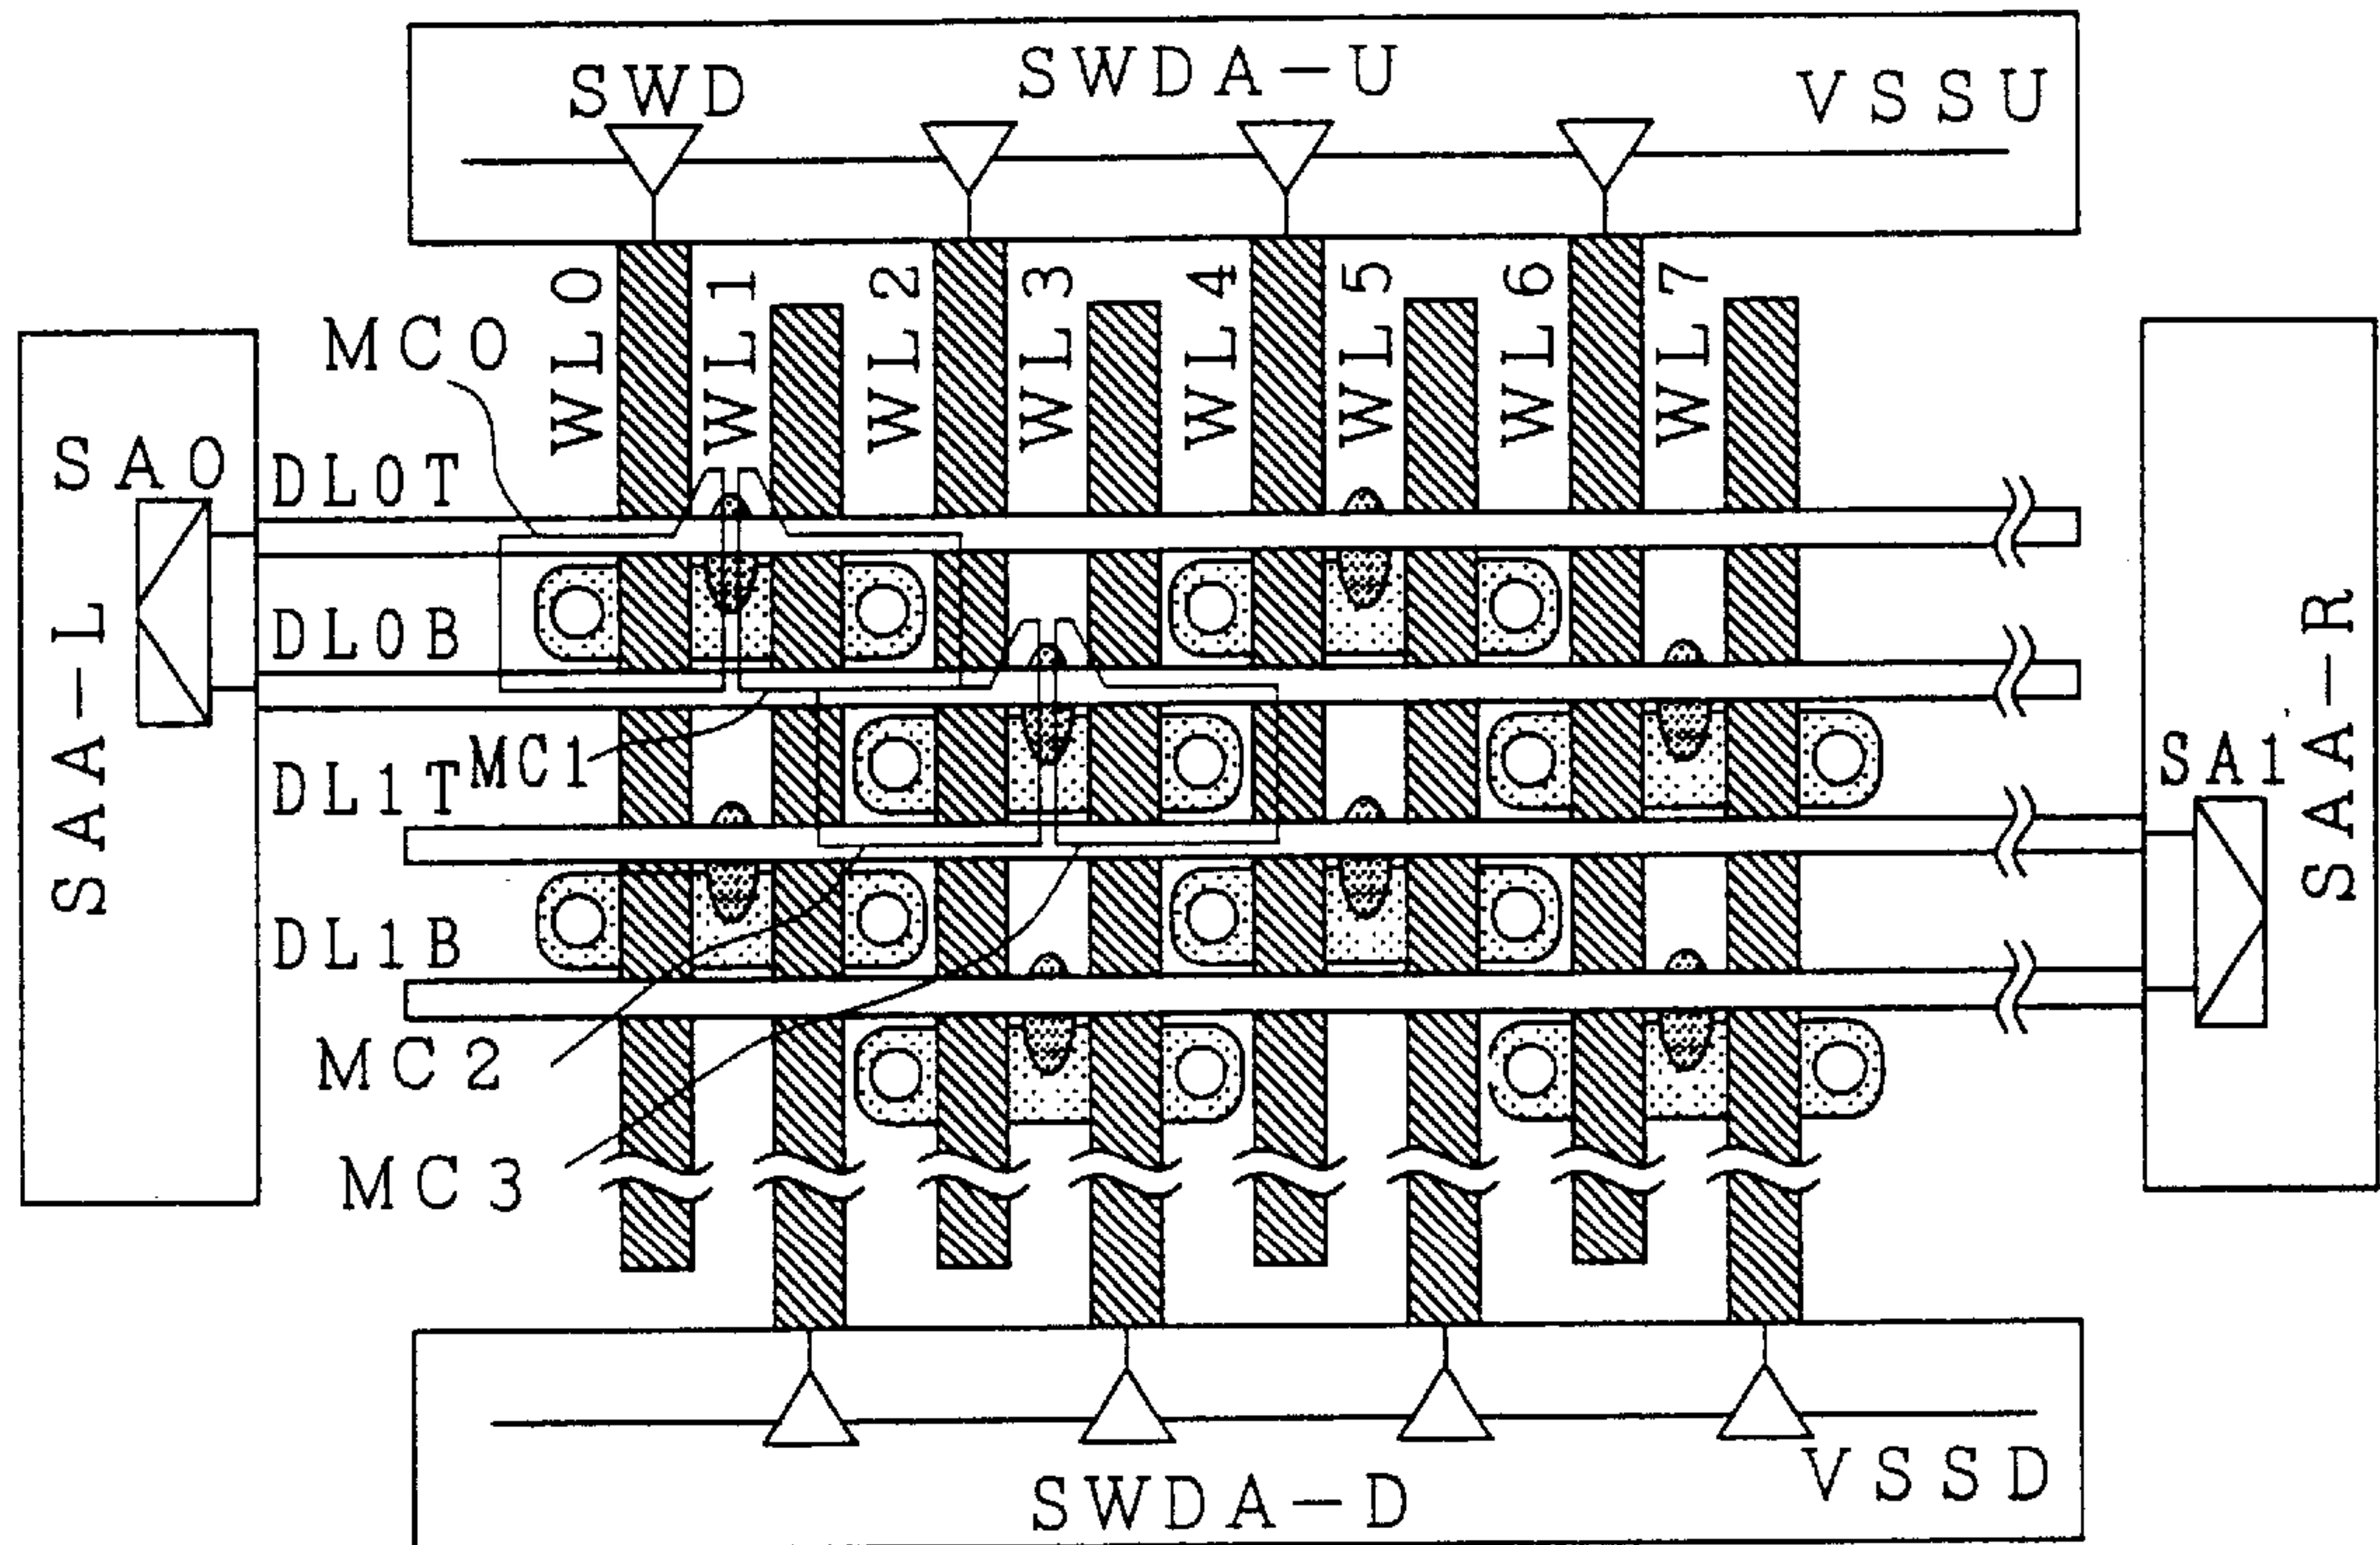 SWD
SWDA-U
VSSU
WL0
WL1
WL2
WL3
WL4
WL5
WL6
WL7
MC0
SA0
DL0T
DL0B
SAA-L
MC1
DL1T
SA1
SAA-R
DL1B
MC2
MC3
VSSD
SWDA-D